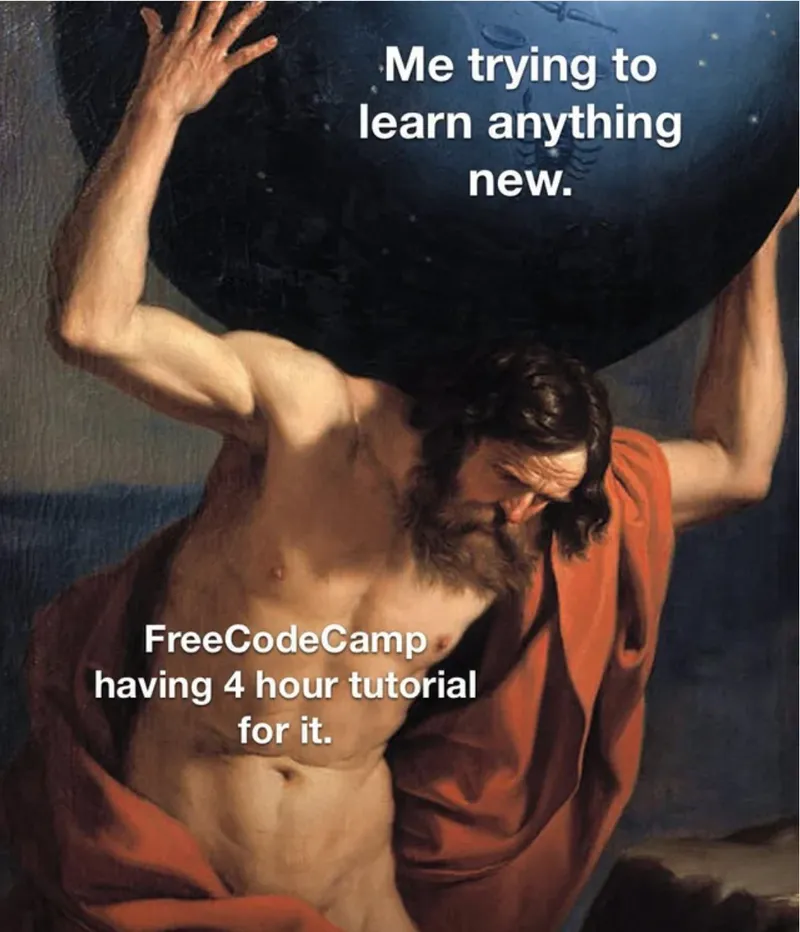 Me trying to
learn anything
new.
FreeCodeCamp
having 4 hour tutorial
for it.